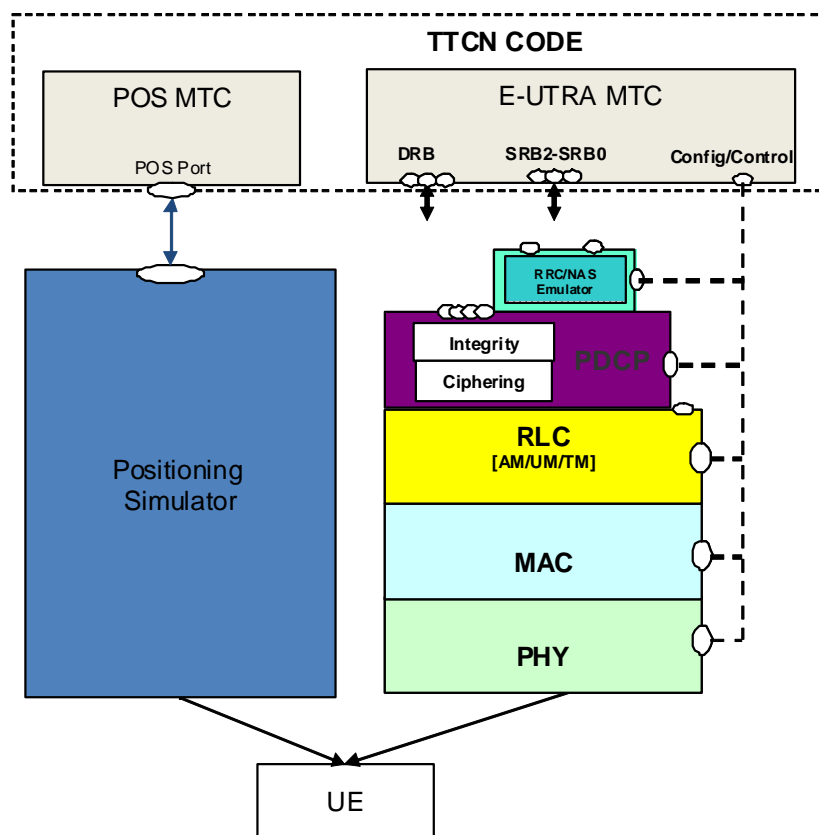 TTCN CODE
POS MTC
E-UTRA MTC
POS Port
DRB
SRB2-SRB0
Config/Control
RRC/NAS
Emulator
Integrity
Ciphering
PDCP
RLC
[AM/UM/TM]
Positioning
Simulator
MAC
PHY
UE